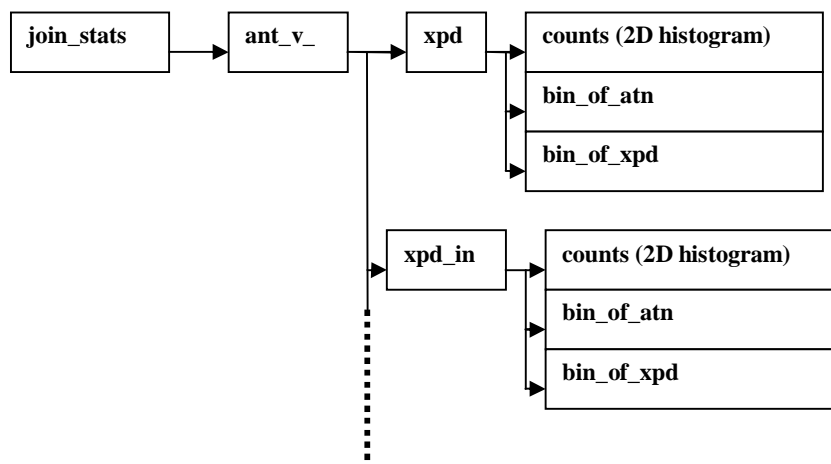 join_stats
ant_v_
xpd
counts (2D histogram)
bin_of_atn
bin_of_xpd
xpd_in
counts (2D histogram)
bin_of_atn
bin_of_xpd